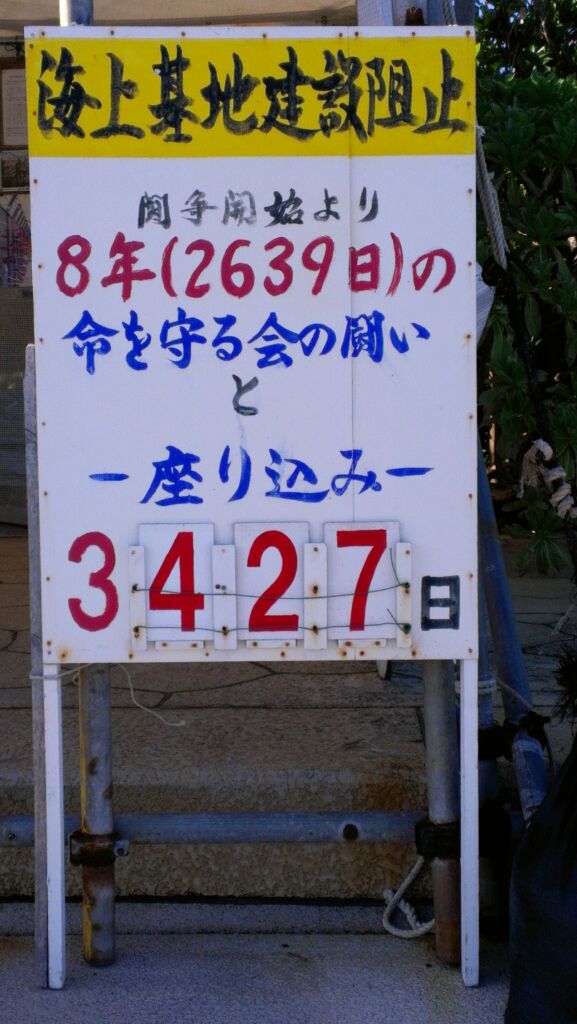 海上基地建設阻止
闘争開始より
8年(2639日)の
命を守る会の闘い
と
ー座り込みー
3427日